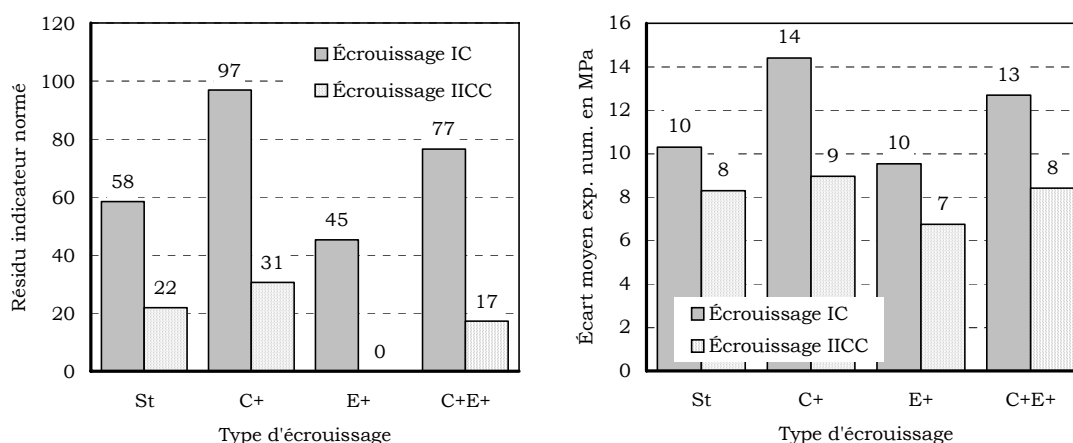 Résidu indicateur normé
120
100
80
60
40
20
0
Écrouissage IC
Écrouissage IICC
58
22
97
31
45
0
77
17
St
C+
E+
C+E+
Type d'écrouissage
Écart moyen exp. num. en MPa
16
14
12
10
8
6
4
2
0
10
8
14
9
10
7
13
8
Écrouissage IC
Écrouissage IICC
St
C+
E+
C+E+
Type d'écrouissage